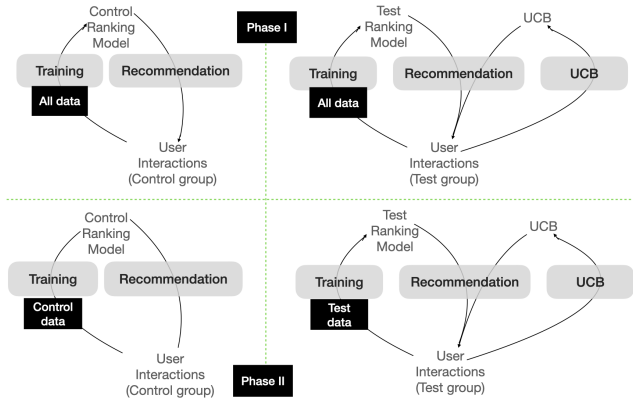 Control
Ranking
Model
Training
Recommendation
All data
User
Interactions
(Control group)
Phase I
Test
Ranking
Model
UCB
Training
Recommendation
UCB
All data
User
Interactions
(Test group)
Control
Ranking
Model
Training
Recommendation
Control
data
User
Interactions
(Control group)
Phase II
Test
Ranking
Model
UCB
Training
Recommendation
UCB
Test
data
User
Interactions
(Test group)